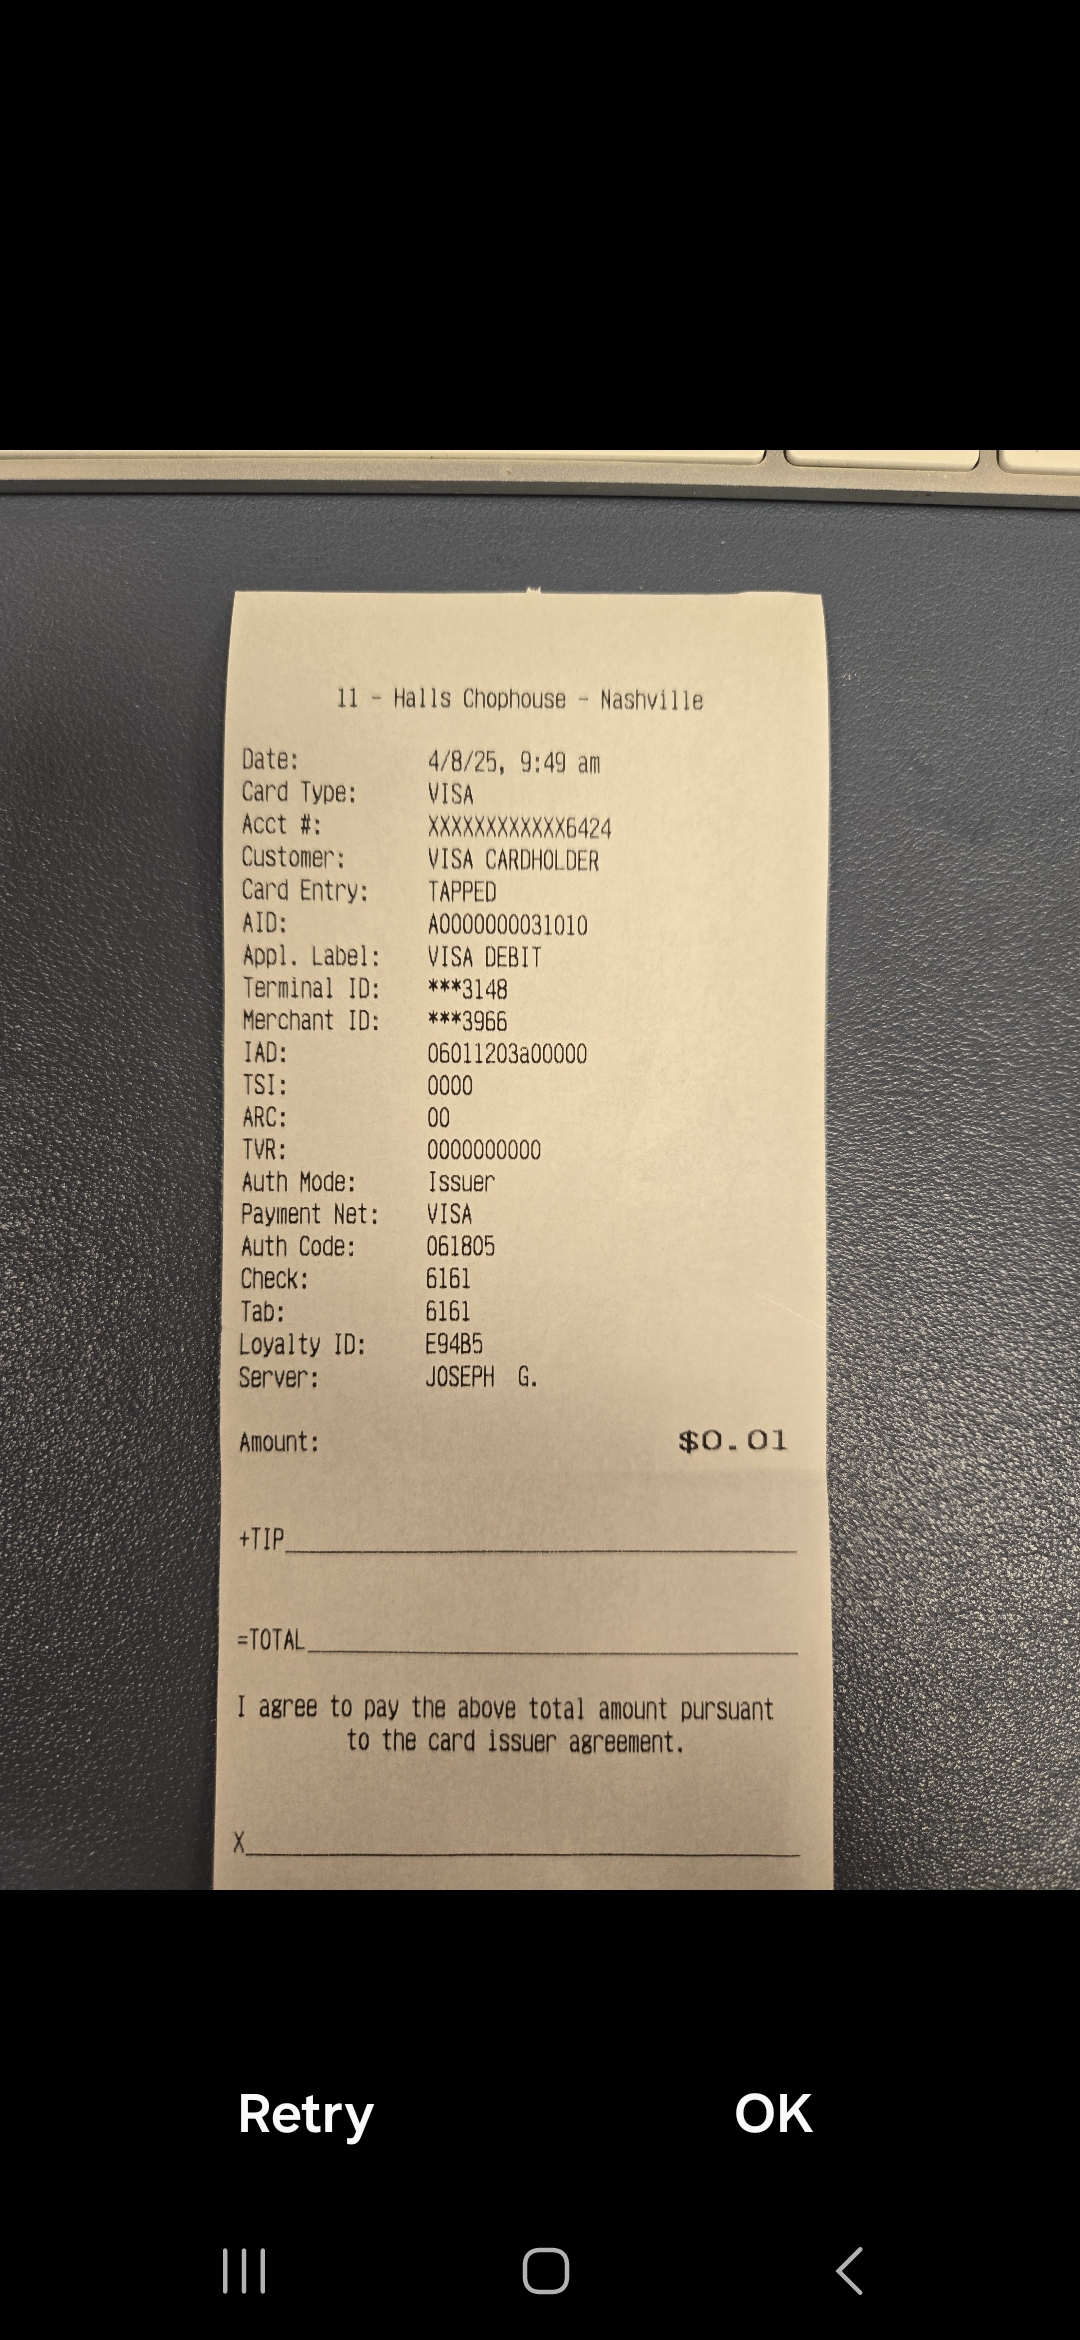 11 - Halls Chophouse - Nashville
Date: 4/8/25, 9:49 am
Card Type: VISA
Acct #: XXXXXXXXXXXX6424
Customer: VISA CARDHOLDER
Card Entry: TAPPED
AID: A0000000031010
Appl. Label: VISA DEBIT
Terminal ID: ***3148
Merchant ID: ***3966
IAD: 06011203a00000
TSI: 0000
ARC: 00
TVR: 0000000000
Auth Mode: Issuer
Payment Net: VISA
Auth Code: 061805
Check: 6161
Tab: 6161
Loyalty ID: E94B5
Server: JOSEPH G.
Amount: $0.01
+TIP
=TOTAL
I agree to pay the above total amount pursuant
to the card issuer agreement.
X
Retry OK